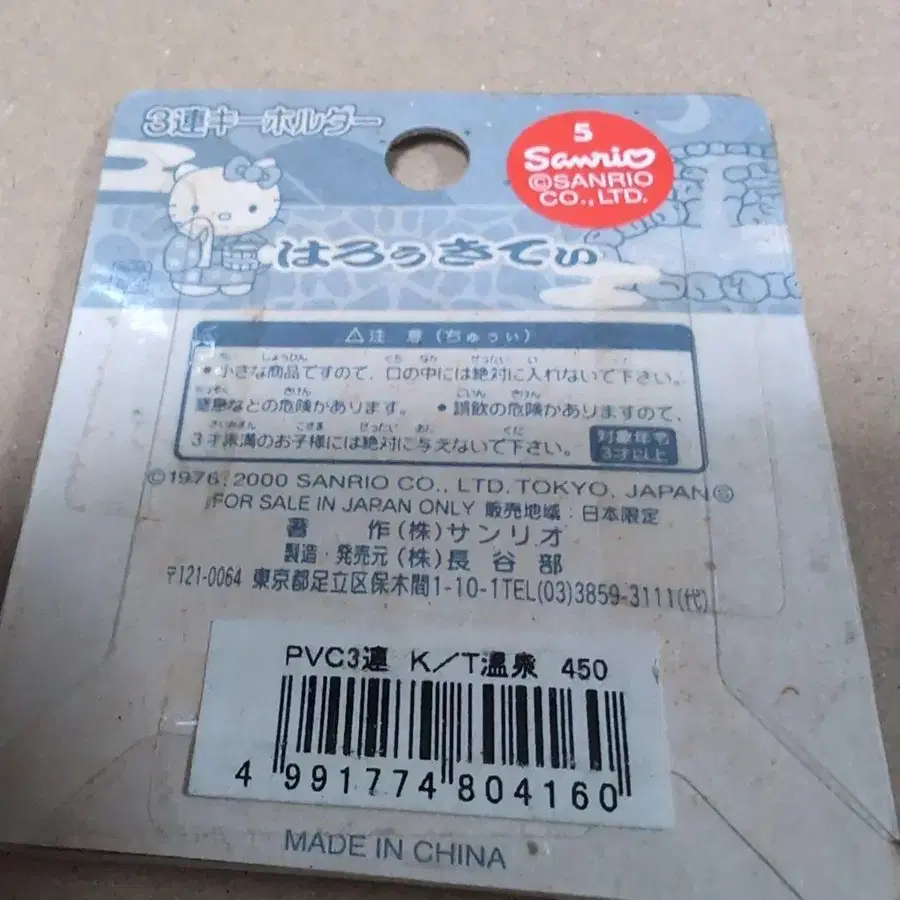 3連キーホルダー
5
Sanrio
©SANRIO
CO.,LTD.
はろうきてぃ
⚠注 意 (ちゅうい)
•小さな商品ですので、口の中には絶対に入れないで下さい。
窒息などの危険があります。 •誤飲の危険がありますので、
3才未満のお子様には絶対に与えないで下さい。
対象年令
3才以上
©1976, 2000 SANRIO CO., LTD. TOKYO, JAPAN Ⓢ
FOR SALE IN JAPAN ONLY 販売地域:日本限定
著 作(株)サンリオ
製造・発売元(株)長谷部
〒121-0064 東京都足立区保木間1-10-1TEL(03)3859-3111(代)
PVC3連 K/T温泉 450
4 991774 804160
MADE IN CHINA